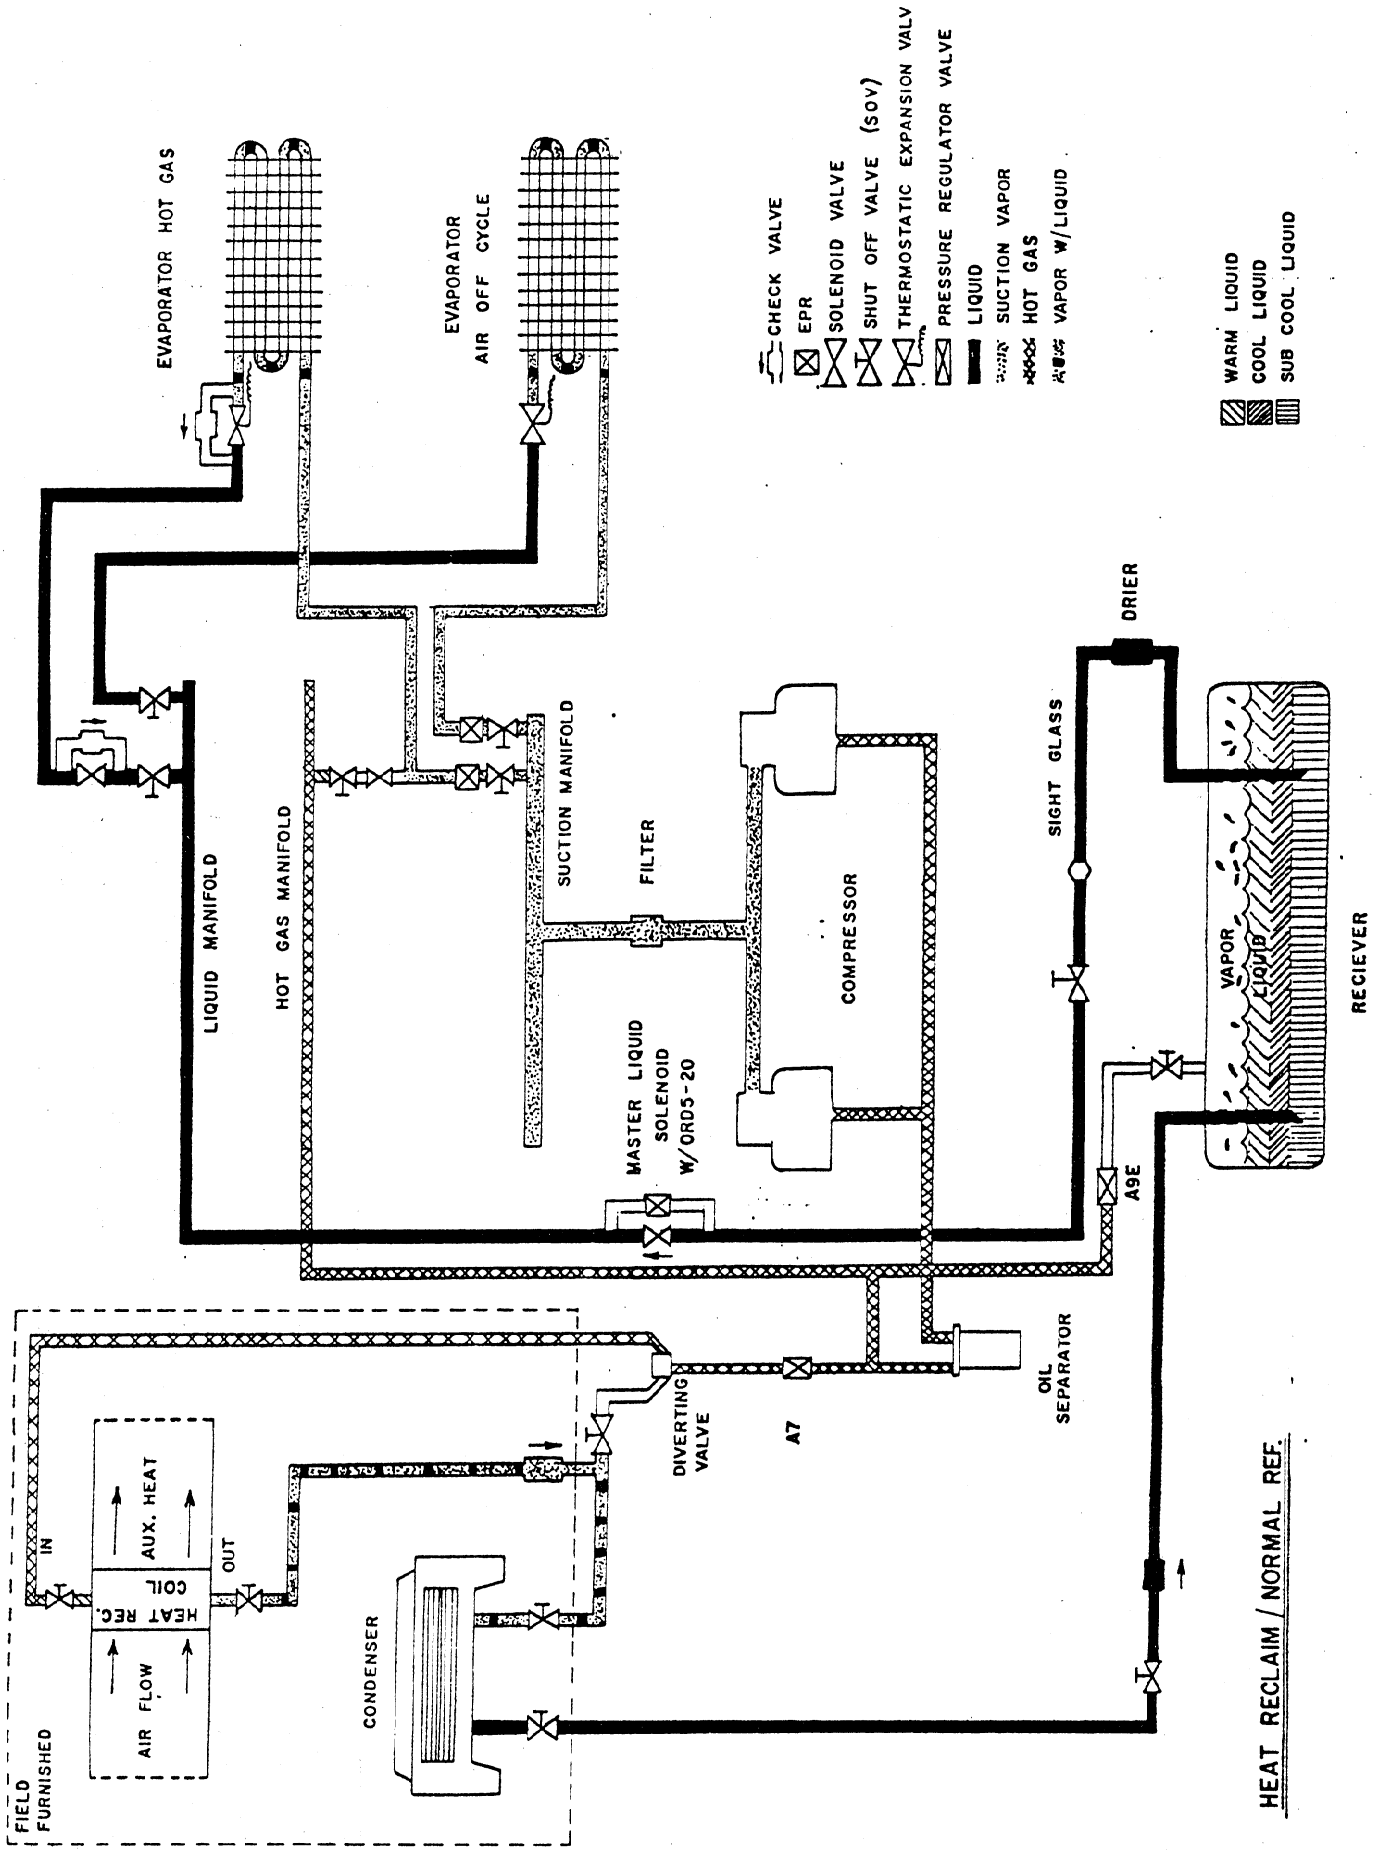 FIELD
FURNISHED
AIR FLOW
HEAT REC.
COIL
AUX. HEAT
IN
OUT
CONDENSER
DIVERTING
VALVE
A7
OIL
SEPARATOR
A9E
MASTER LIQUID
SOLENOID
W/ORD5-20
LIQUID MANIFOLD
HOT GAS MANIFOLD
SUCTION MANIFOLD
FILTER
COMPRESSOR
SIGHT GLASS
DRIER
VAPOR
LIQUID
RECIEVER
EVAPORATOR HOT GAS
EVAPORATOR
AIR OFF CYCLE
CHECK VALVE
EPR
SOLENOID VALVE
SHUT OFF VALVE (SOV)
THERMOSTATIC EXPANSION VALV
PRESSURE REGULATOR VALVE
LIQUID
SUCTION VAPOR
HOT GAS
VAPOR W/LIQUID
WARM LIQUID
COOL LIQUID
SUB COOL LIQUID
HEAT RECLAIM/NORMAL REF.